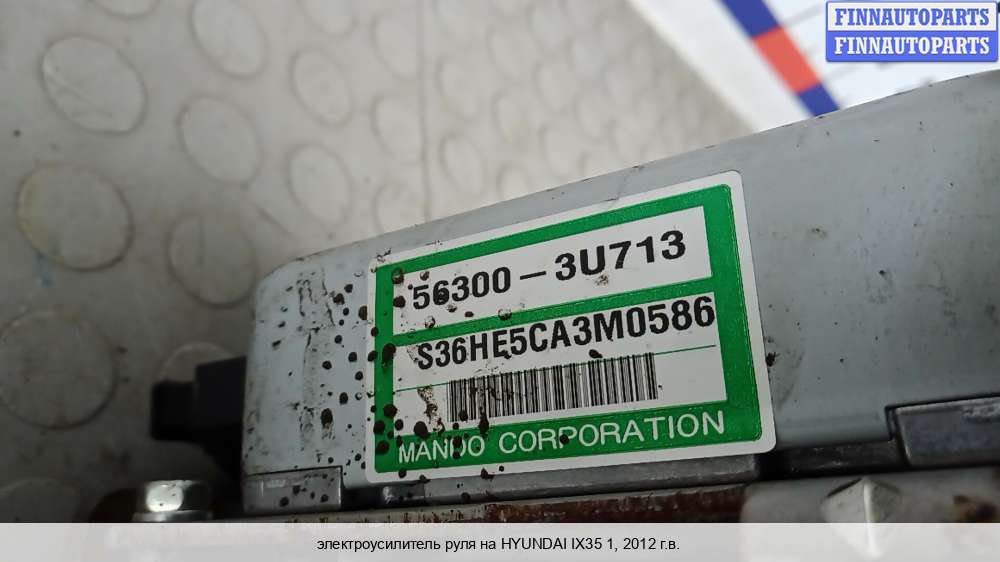 FINNAUTOPARTS
FINNAUTOPARTS
56300-3U713
S36HE5CA3M0586
MANDO CORPORATION
электроусилитель руля на HYUNDAI IX35 1, 2012 г.в.